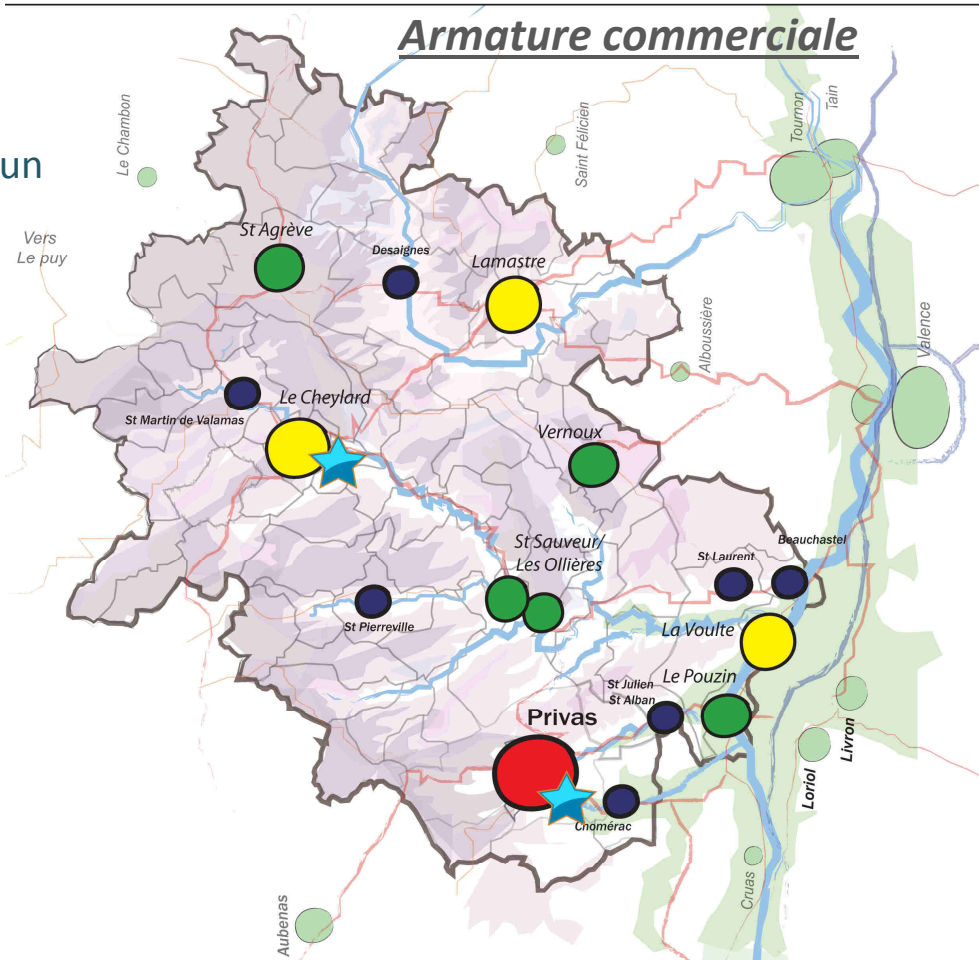 Armature commerciale
un
Le Chambon
Saint Félicien
Tournon
Tain
Vers
Le puy
St Agrève
Desaignes
Lamastre
Alboussière
Valence
St Martin de Valamas
Le Cheylard
Vernoux
St Sauveur/
Les Ollières
St Laurent
Beauchastel
St Pierreville
La Voulte
St Julien
St Alban
Le Pouzin
Privas
Livron
Loriol
Chomérac
Cruas
Aubenas